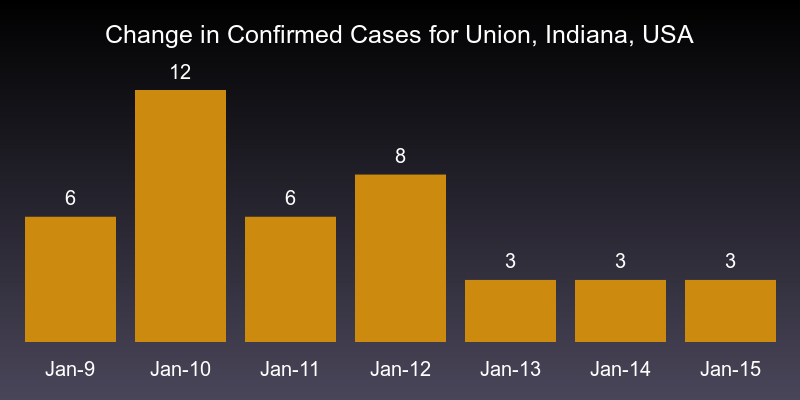 Change in Confirmed Cases for Union, Indiana, USA
12
8
6
6
3
3
3
Jan-9
Jan-10
Jan-11
Jan-12
Jan-13
Jan-14
Jan-15